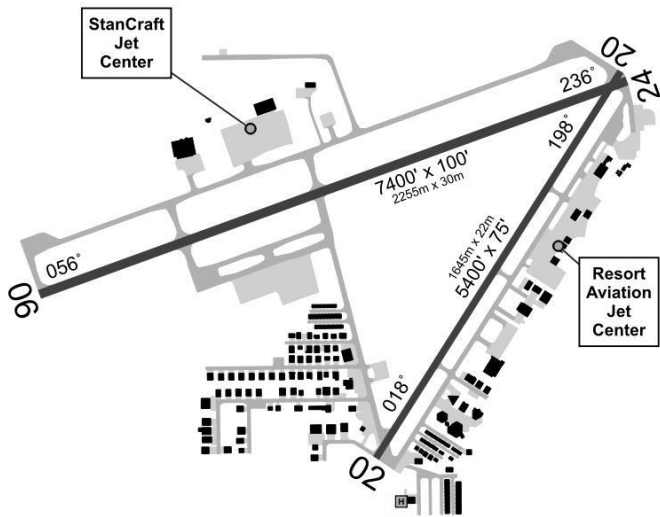 StanCraft
Jet
Center
20
24
236°
198°
7400' x 100'
2255m x 30m
1645m x 22m
5400' x 75'
056°
06
Resort
Aviation
Jet
Center
018°
02
H